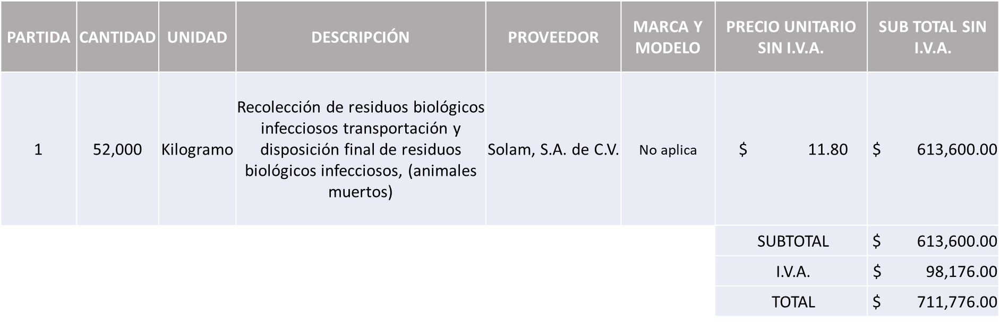 PARTIDA CANTIDAD UNIDAD DESCRIPCIÓN PROVEEDOR MARCA Y MODELO PRECIO UNITARIO SIN I.V.A. SUB TOTAL SIN I.V.A.
1 52,000 Kilogramo
Recolección de residuos biológicos
infecciosos transportación y
disposición final de residuos
biológicos infecciosos, (animales
muertos)
Solam, S.A. de C.V. No aplica $ 11.80 $ 613,600.00
SUBTOTAL $ 613,600.00
I.V.A. $ 98,176.00
TOTAL $ 711,776.00